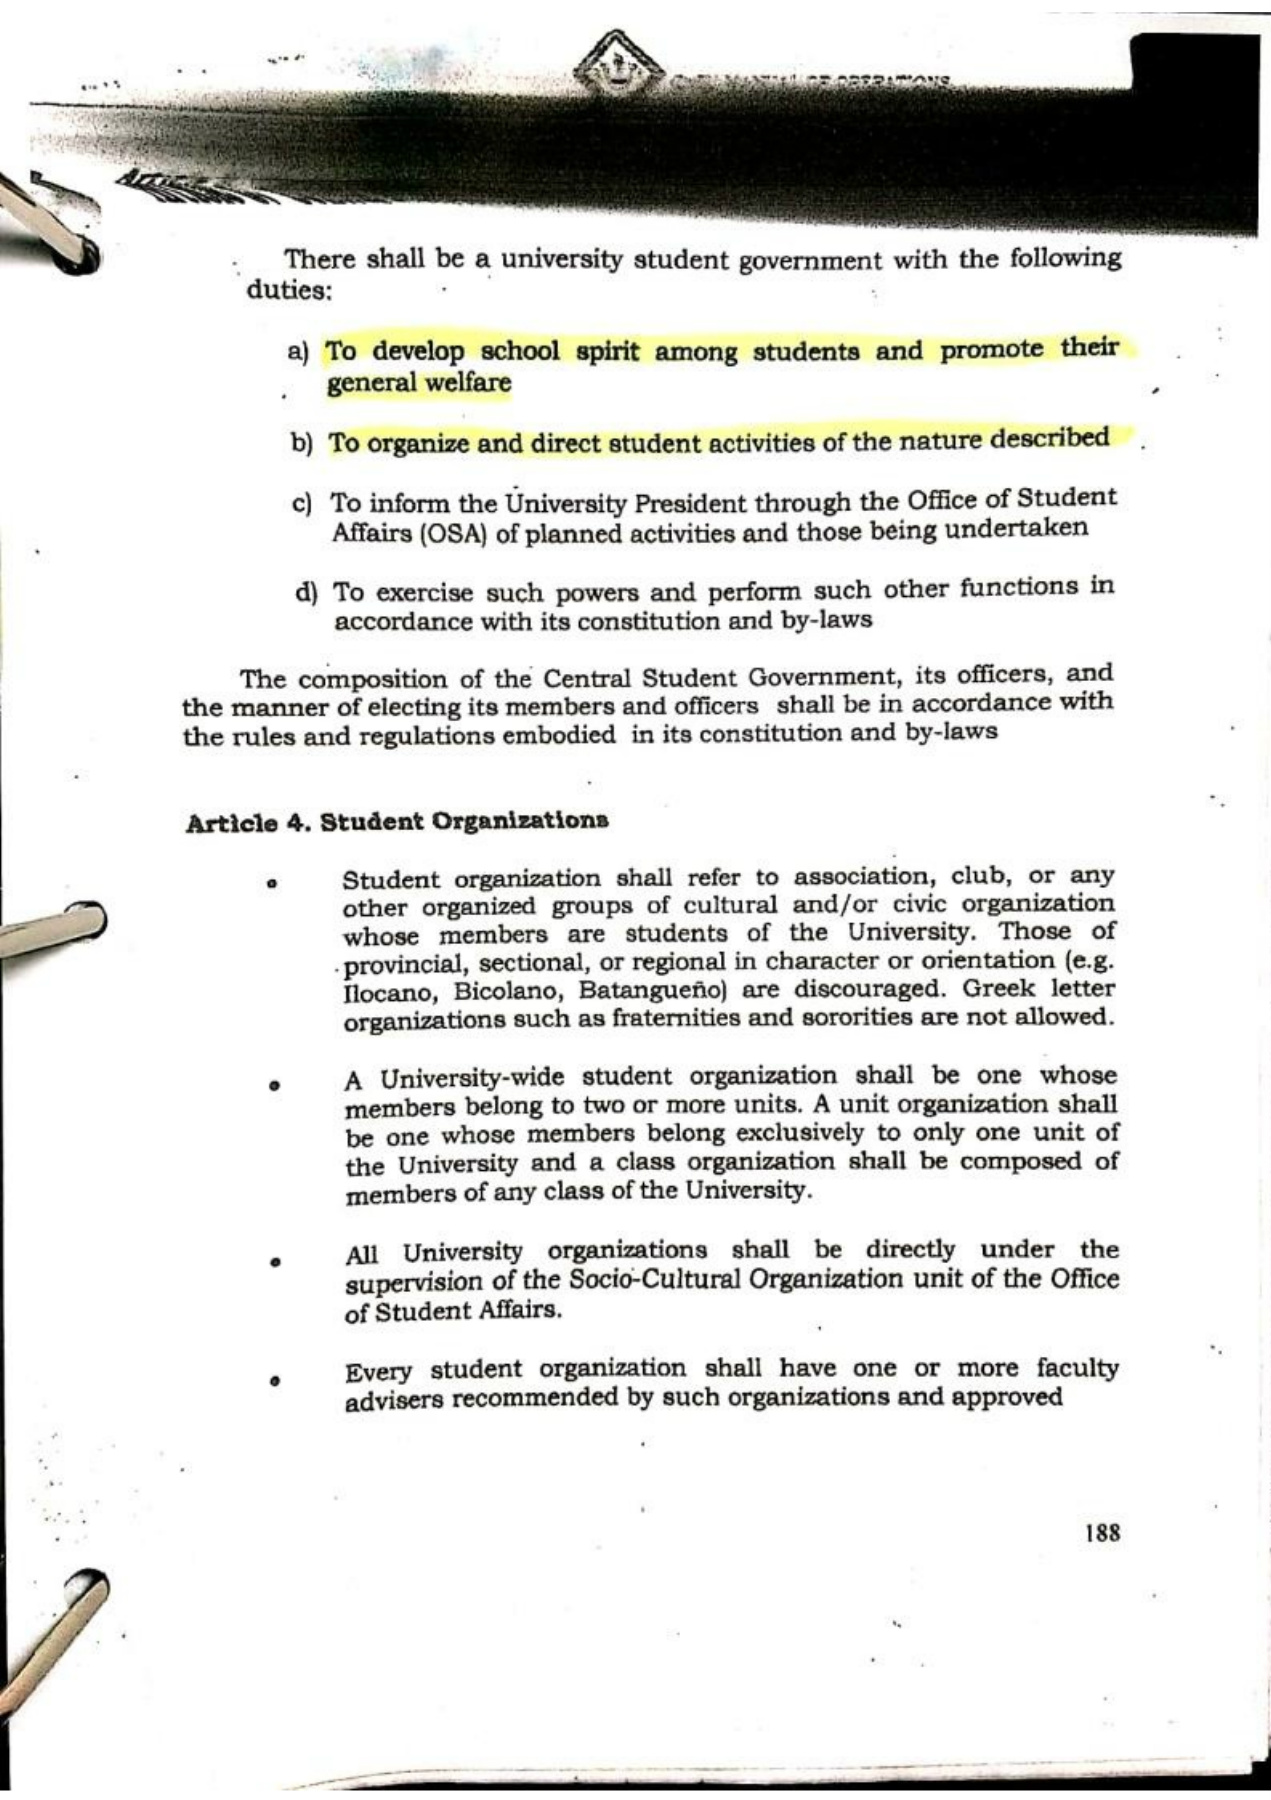 OPERATIONS
There shall be a university student government with the following
duties:
a) To develop school spirit among students and promote their
general welfare
b) To organize and direct student activities of the nature described
c) To inform the University President through the Office of Student
Affairs (OSA) of planned activities and those being undertaken
d) To exercise such powers and perform such other functions in
accordance with its constitution and by-laws
The composition of the Central Student Government, its officers, and
the manner of electing its members and officers shall be in accordance with
the rules and regulations embodied in its constitution and by-laws
Article 4. Student Organizations
• Student organization shall refer to association, club, or any
other organized groups of cultural and/or civic organization
whose members are students of the University. Those of
provincial, sectional, or regional in character or orientation (e.g.
Ilocano, Bicolano, Batangueño) are discouraged. Greek letter
organizations such as fraternities and sororities are not allowed.
• A University-wide student organization shall be one whose
members belong to two or more units. A unit organization shall
be one whose members belong exclusively to only one unit of
the University and a class organization shall be composed of
members of any class of the University.
• All University organizations shall be directly under the
supervision of the Socio-Cultural Organization unit of the Office
of Student Affairs.
• Every student organization shall have one or more faculty
advisers recommended by such organizations and approved
188